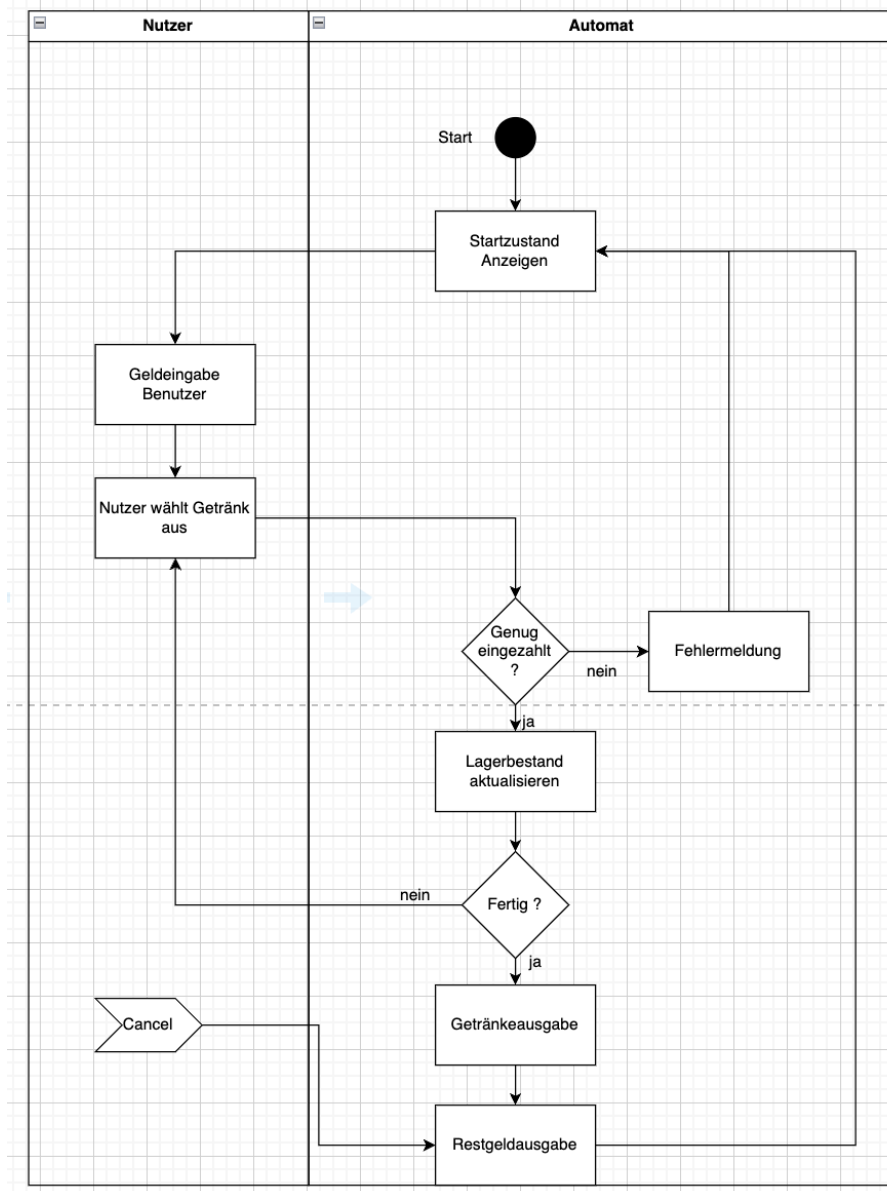 Nutzer
Automat
Start
Startzustand
Anzeigen
Geldeingabe
Benutzer
Nutzer wählt Getränk
aus
Genug
eingezahlt
?
nein
Fehlermeldung
ja
Lagerbestand
aktualisieren
nein
Fertig ?
ja
Cancel
Getränkeausgabe
Restgeldausgabe